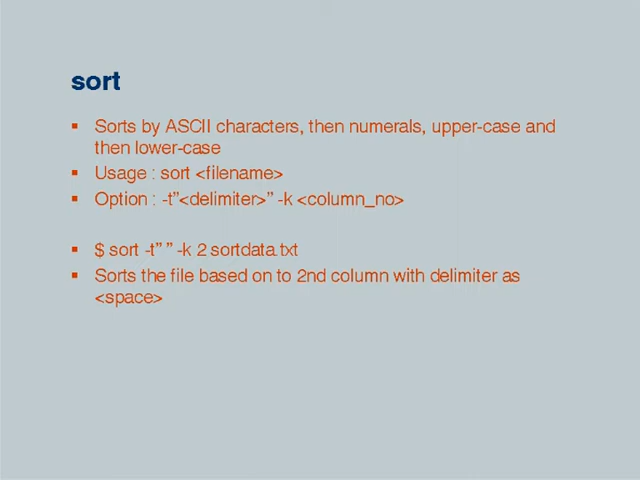 sort
▪ Sorts by ASCII characters, then numerals, upper-case and
then lower-case
▪ Usage : sort <filename>
▪ Option : -t”<delimiter>” -k <column_no>
▪ $ sort -t” ” -k 2 sortdata.txt
▪ Sorts the file based on to 2nd column with delimiter as
<space>